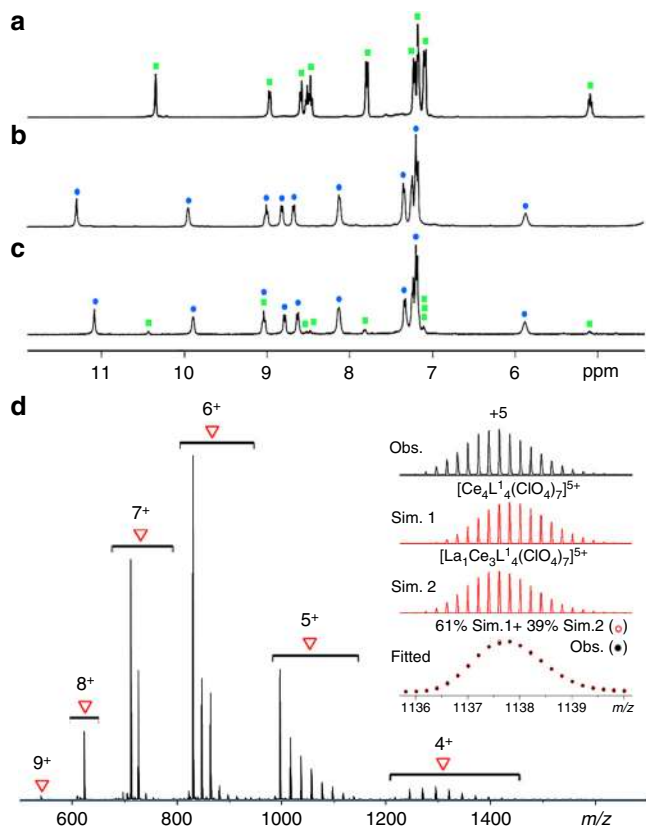 a
b
c
11 10 9 8 7 6 ppm
d
9⁺
8⁺
7⁺
6⁺
5⁺
4⁺
+5
Obs.
[Ce₄L¹₄(ClO₄)₇]⁵⁺
Sim. 1
[La₁Ce₃L¹₄(ClO₄)₇]⁵⁺
Sim. 2
61% Sim.1+ 39% Sim.2 (○)
Obs. (●)
Fitted
1136 1137 1138 1139 m/z
600 800 1000 1200 1400 m/z